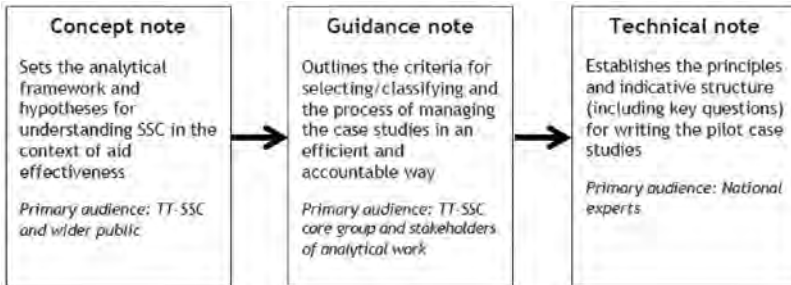 Concept note
Sets the analytical
framework and
hypotheses for
understanding SSC in the
context of aid
effectiveness
Primary audience: TT-SSC
and wider public
Guidance note
Outlines the criteria for
selecting/classifying and
the process of managing
the case studies in an
efficient and
accountable way
Primary audience: TT-SSC
core group and stakeholders
of analytical work
Technical note
Establishes the principles
and indicative structure
(including key questions)
for writing the pilot case
studies
Primary audience: National
experts